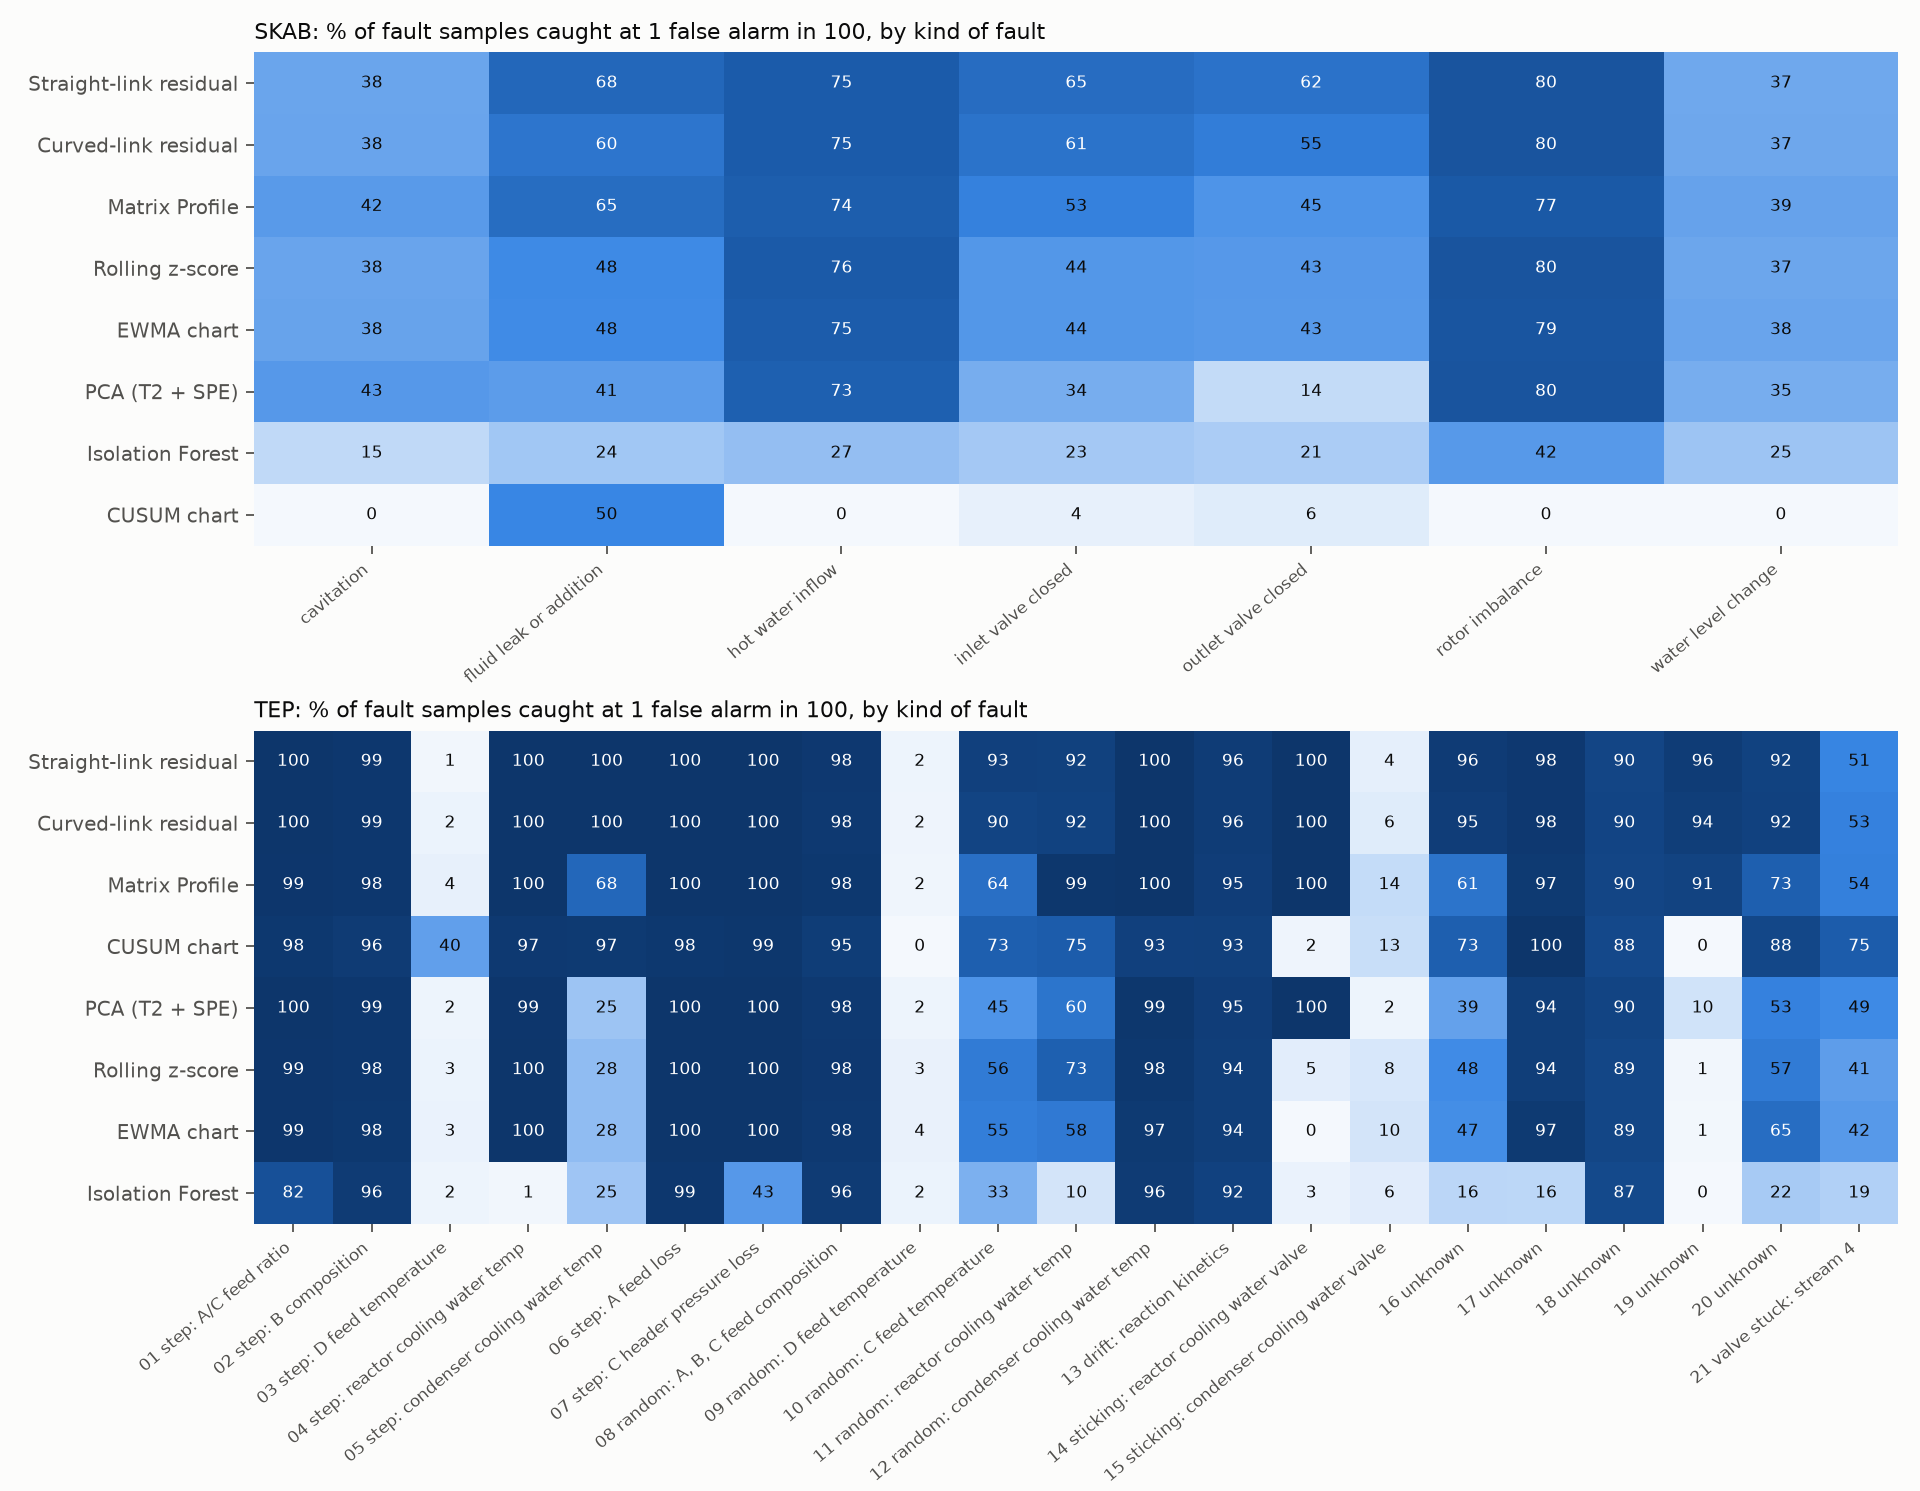 SKAB: % of fault samples caught at 1 false alarm in 100, by kind of fault
Straight-link residual 38 68 75 65 62 80 37
Curved-link residual 38 60 75 61 55 80 37
Matrix Profile 42 65 74 53 45 77 39
Rolling z-score 38 48 76 44 43 80 37
EWMA chart 38 48 75 44 43 79 38
PCA (T2 + SPE) 43 41 73 34 14 80 35
Isolation Forest 15 24 27 23 21 42 25
CUSUM chart 0 50 0 4 6 0 0
cavitation
fluid leak or addition
hot water inflow
inlet valve closed
outlet valve closed
rotor imbalance
water level change
TEP: % of fault samples caught at 1 false alarm in 100, by kind of fault
Straight-link residual 100 99 1 100 100 100 100 98 2 93 92 100 96 100 4 96 98 90 96 92 51
Curved-link residual 100 99 2 100 100 100 100 98 2 90 92 100 96 100 6 95 98 90 94 92 53
Matrix Profile 99 98 4 100 68 100 100 98 2 64 99 100 95 100 14 61 97 90 91 73 54
CUSUM chart 98 96 40 97 97 98 99 95 0 73 75 93 93 2 13 73 100 88 0 88 75
PCA (T2 + SPE) 100 99 2 99 25 100 100 98 2 45 60 99 95 100 2 39 94 90 10 53 49
Rolling z-score 99 98 3 100 28 100 100 98 3 56 73 98 94 5 8 48 94 89 1 57 41
EWMA chart 99 98 3 100 28 100 100 98 4 55 58 97 94 0 10 47 97 89 1 65 42
Isolation Forest 82 96 2 1 25 99 43 96 2 33 10 96 92 3 6 16 16 87 0 22 19
01 step: A/C feed ratio
02 step: B composition
03 step: D feed temperature
04 step: reactor cooling water temp
05 step: condenser cooling water temp
06 step: A feed loss
07 step: C header pressure loss
08 random: A, B, C feed composition
09 random: D feed temperature
10 random: C feed temperature
11 random: reactor cooling water temp
12 random: condenser cooling water temp
13 drift: reaction kinetics
14 sticking: reactor cooling water valve
15 sticking: condenser cooling water valve
16 unknown
17 unknown
18 unknown
19 unknown
20 unknown
21 valve stuck: stream 4